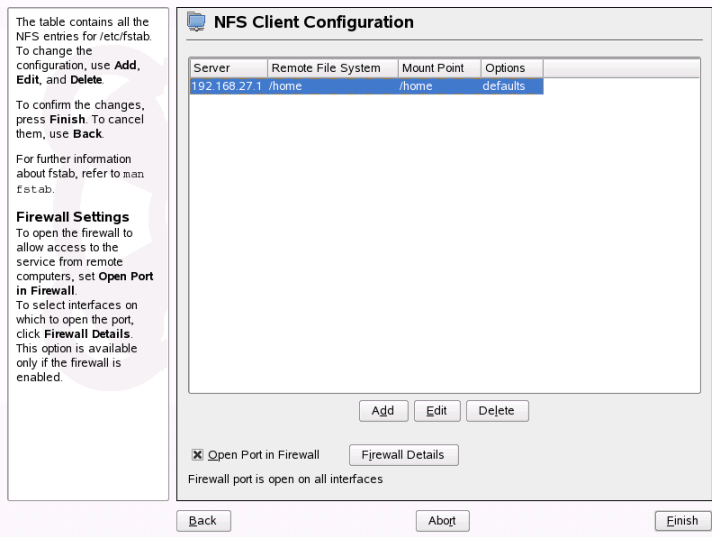 The table contains all the
NFS entries for /etc/fstab.
To change the
configuration, use Add,
Edit, and Delete.
To confirm the changes,
press Finish. To cancel
them, use Back.
For further information
about fstab, refer to man
fstab.
Firewall Settings
To open the firewall to
allow access to the
service from remote
computers, set Open Port
in Firewall.
To select interfaces on
which to open the port,
click Firewall Details.
This option is available
only if the firewall is
enabled.
NFS Client Configuration
Server Remote File System Mount Point Options
192.168.27.1 /home /home defaults
Add Edit Delete
Open Port in Firewall Firewall Details
Firewall port is open on all interfaces
Back Abort Finish